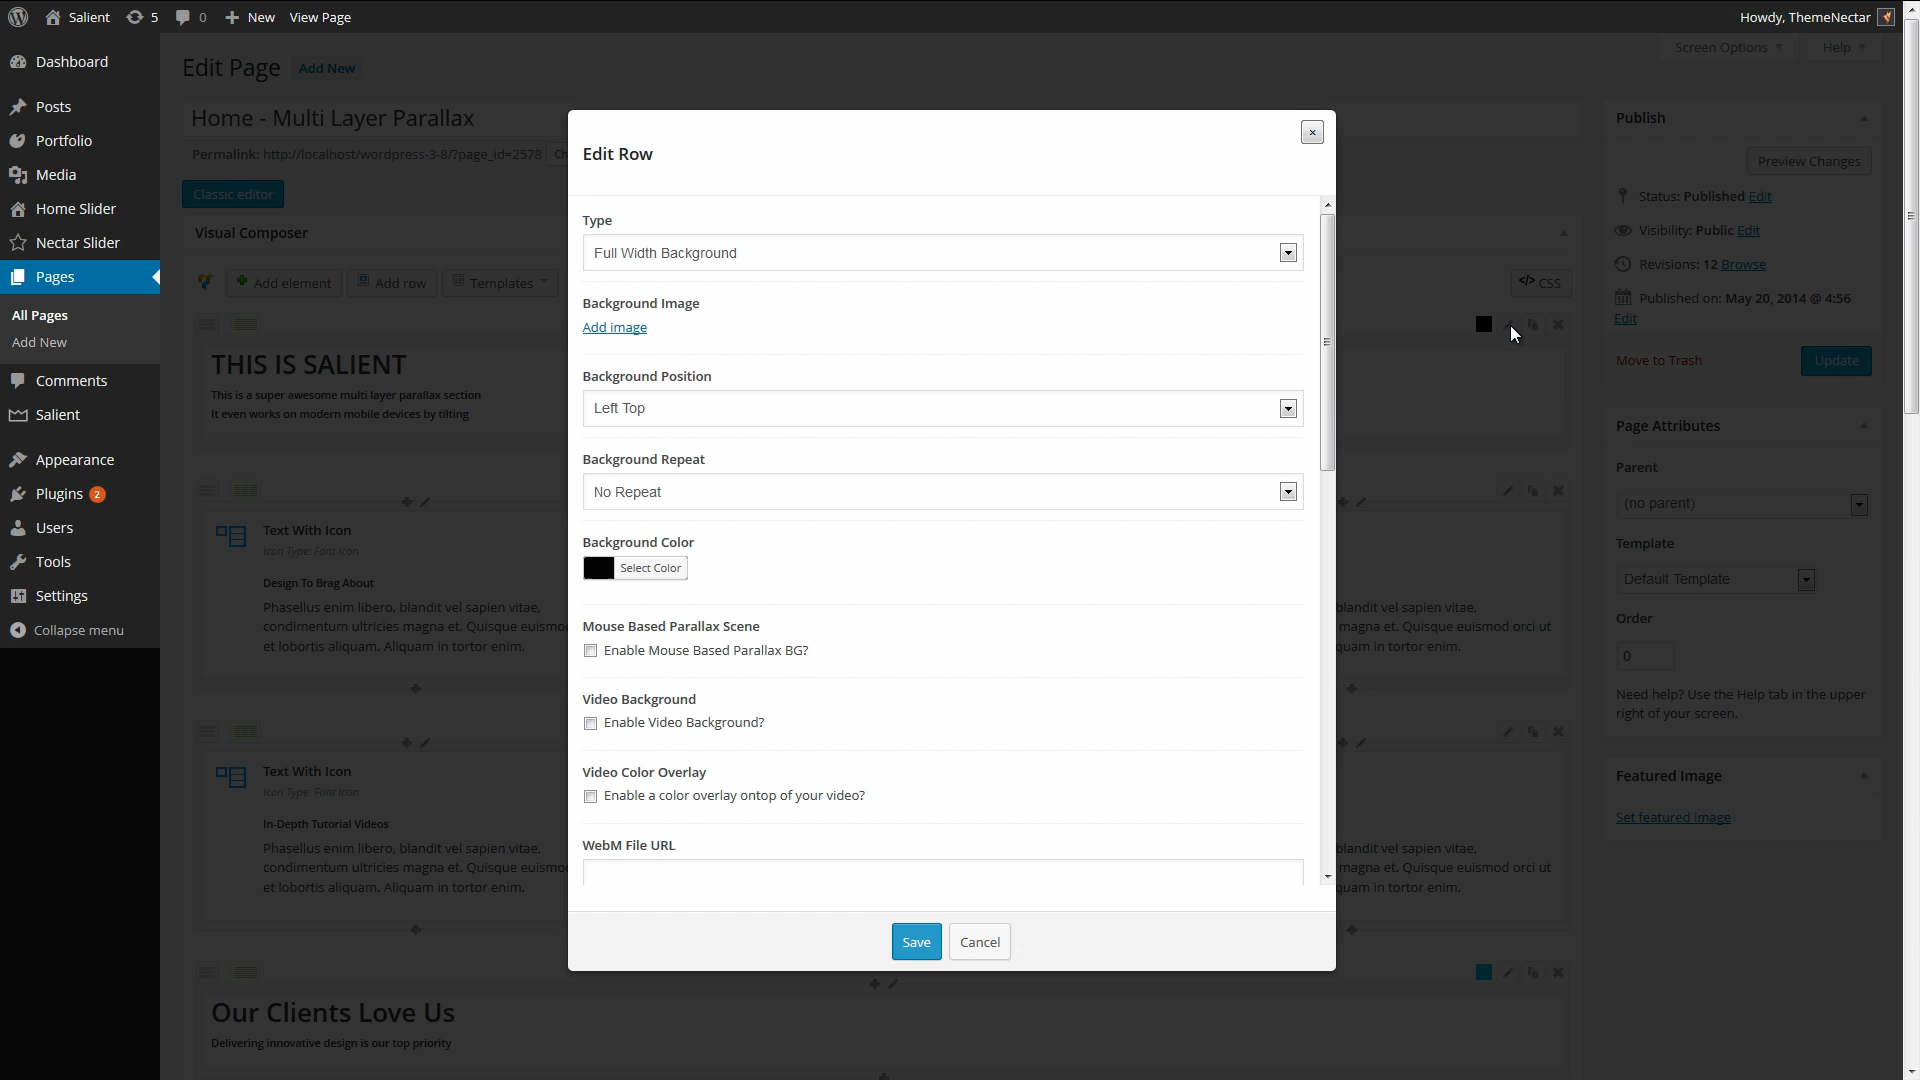 Salient 5 0 New View Page Howdy, ThemeNectar
Screen Options Help
Dashboard
Posts
Portfolio
Media
Home Slider
Nectar Slider
Pages
All Pages
Add New
Comments
Salient
Appearance
Plugins 2
Users
Tools
Settings
Collapse menu
Edit Page Add New
Home - Multi Layer Parallax
Permalink: http://localhost/wordpress-3-8/?page_id=2578
Classic editor
Visual Composer
Add element Add row Templates </> CSS
THIS IS SALIENT
This is a super awesome multi layer parallax section
It even works on modern mobile devices by tilting
Text With Icon
Icon Type: Font Icon
Design To Brag About
Phasellus enim libero, blandit vel sapien vitae,
condimentum ultricies magna et. Quisque euismo
et lobortis aliquam. Aliquam in tortor enim.
blandit vel sapien vitae,
magna et. Quisque euismod orci ut
quam in tortor enim.
Text With Icon
Icon Type: Font Icon
In-Depth Tutorial Videos
Phasellus enim libero, blandit vel sapien vitae,
condimentum ultricies magna et. Quisque euismo
et lobortis aliquam. Aliquam in tortor enim.
blandit vel sapien vitae,
magna et. Quisque euismod orci ut
quam in tortor enim.
Our Clients Love Us
Delivering innovative design is our top priority
Edit Row
×
Type
Full Width Background
Background Image
Add image
Background Position
Left Top
Background Repeat
No Repeat
Background Color
Select Color
Mouse Based Parallax Scene
Enable Mouse Based Parallax BG?
Video Background
Enable Video Background?
Video Color Overlay
Enable a color overlay ontop of your video?
WebM File URL
Save Cancel
Publish
Preview Changes
Status: Published Edit
Visibility: Public Edit
Revisions: 12 Browse
Published on: May 20, 2014 @ 4:56
Edit
Move to Trash Update
Page Attributes
Parent
(no parent)
Template
Default Template
Order
0
Need help? Use the Help tab in the upper
right of your screen.
Featured Image
Set featured image